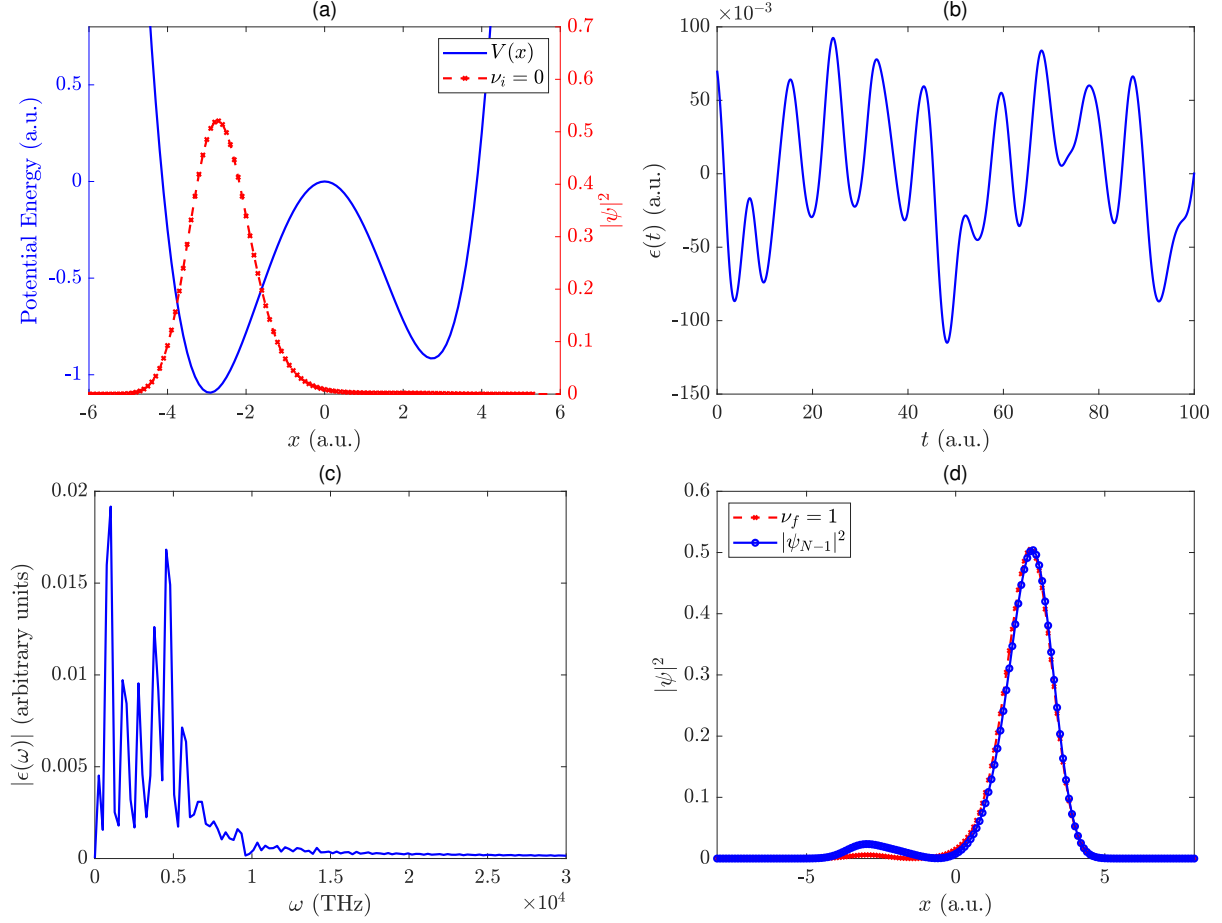 (a)
0.5
0
-0.5
-1
Potential Energy (a.u.)
0.7
0.6
0.5
0.4
0.3
0.2
0.1
0
|ψ|²
V(x)
ν_i = 0
-6 -4 -2 0 2 4 6
x (a.u.)
(b)
×10⁻³
100
50
0
-50
-100
-150
ϵ(t) (a.u.)
0 20 40 60 80 100
t (a.u.)
(c)
0.02
0.015
0.01
0.005
0
|ϵ(ω)| (arbitrary units)
0 0.5 1 1.5 2 2.5 3
×10⁴
ω (THz)
(d)
0.6
0.5
0.4
0.3
0.2
0.1
0
|ψ|²
ν_f = 1
|ψ_{N−1}|²
-5 0 5
x (a.u.)